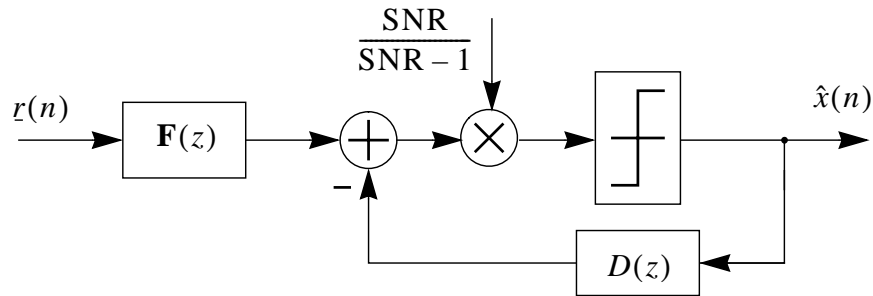 SNR
SNR – 1
r(n)
F(z)
x̂(n)
–
D(z)